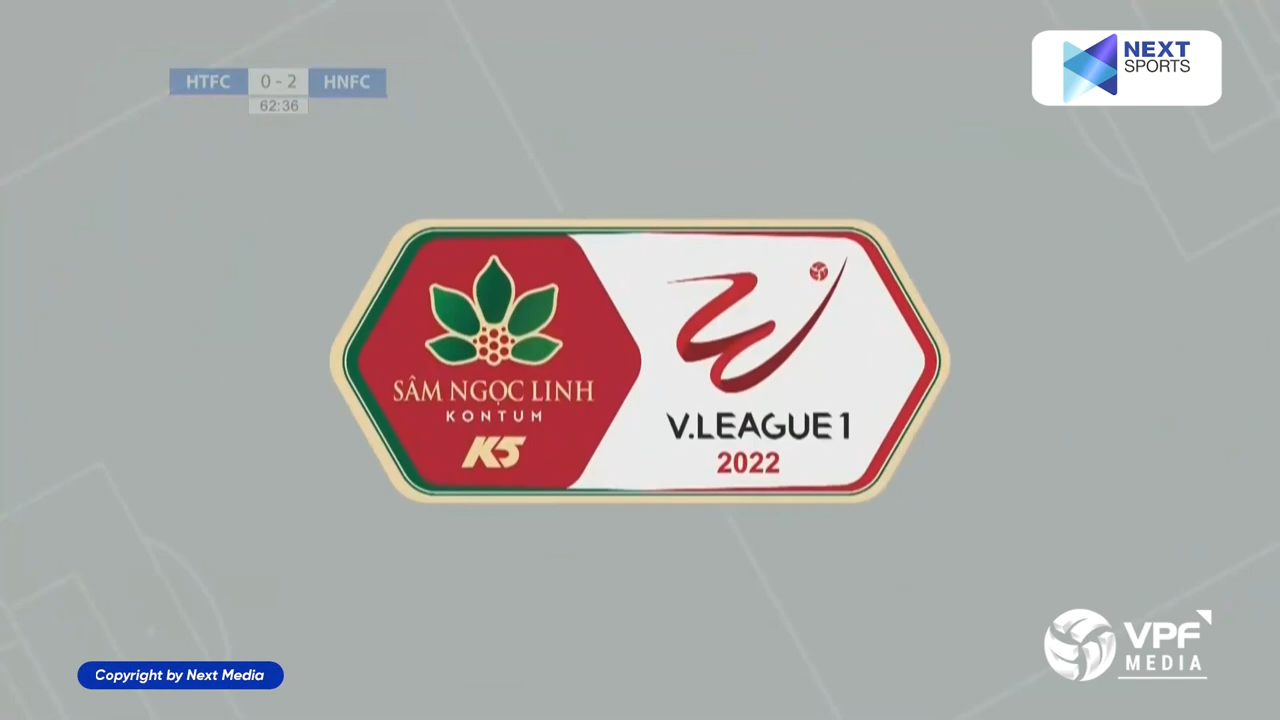 HTFC 0 - 2 HNFC
62:36
NEXT
SPORTS
SÂM NGỌC LINH
KONTUM
K5
V.LEAGUE 1
2022
VPF
MEDIA
Copyright by Next Media